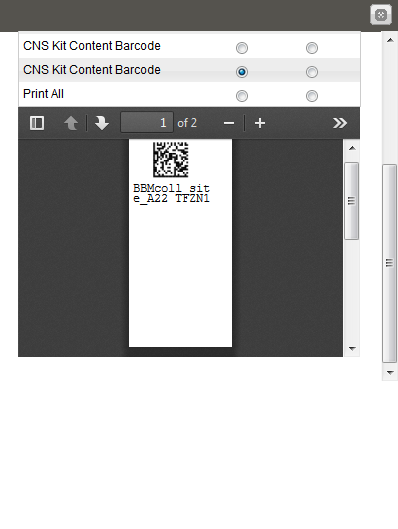 CNS Kit Content Barcode
CNS Kit Content Barcode
Print All
1 of 2
BBMcoll_sit
e_A22 TFZN1